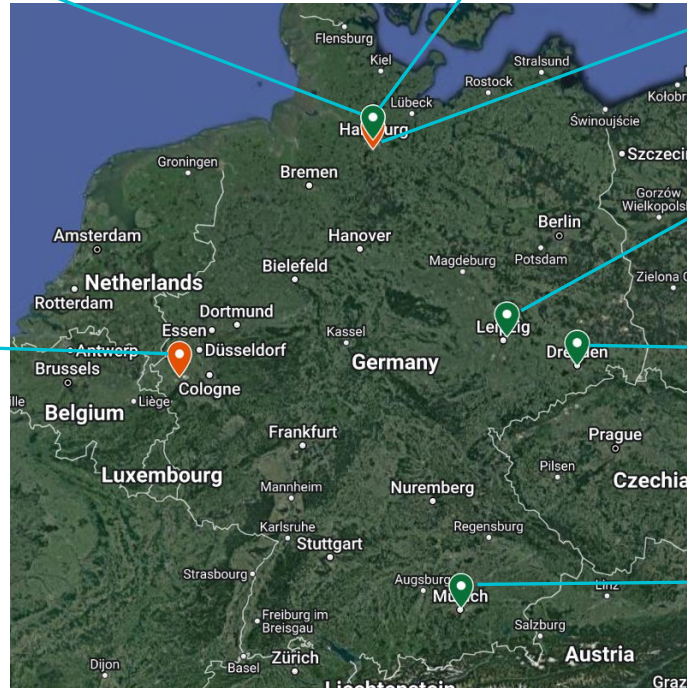 Flensburg
Kiel
Stralsund
Rostock
Lübeck
Świnoujście
Groningen
Bremen
Gorzów
Wielkopols
Berlin
Amsterdam
Hanover
Magdeburg
Potsdam
Bielefeld
Zielona
Netherlands
Rotterdam
Dortmund
Essen
Kassel
Düsseldorf
Antwerp
Germany
Brussels
Cologne
Liège
Belgium
Prague
Frankfurt
Pilsen
Luxembourg
Czechia
Mannheim
Nuremberg
Karlsruhe
Regensburg
Stuttgart
Strasbourg
Augsburg
Linz
Freiburg im
Breisgau
Salzburg
Austria
Zürich
Dijon
Basel
Graz